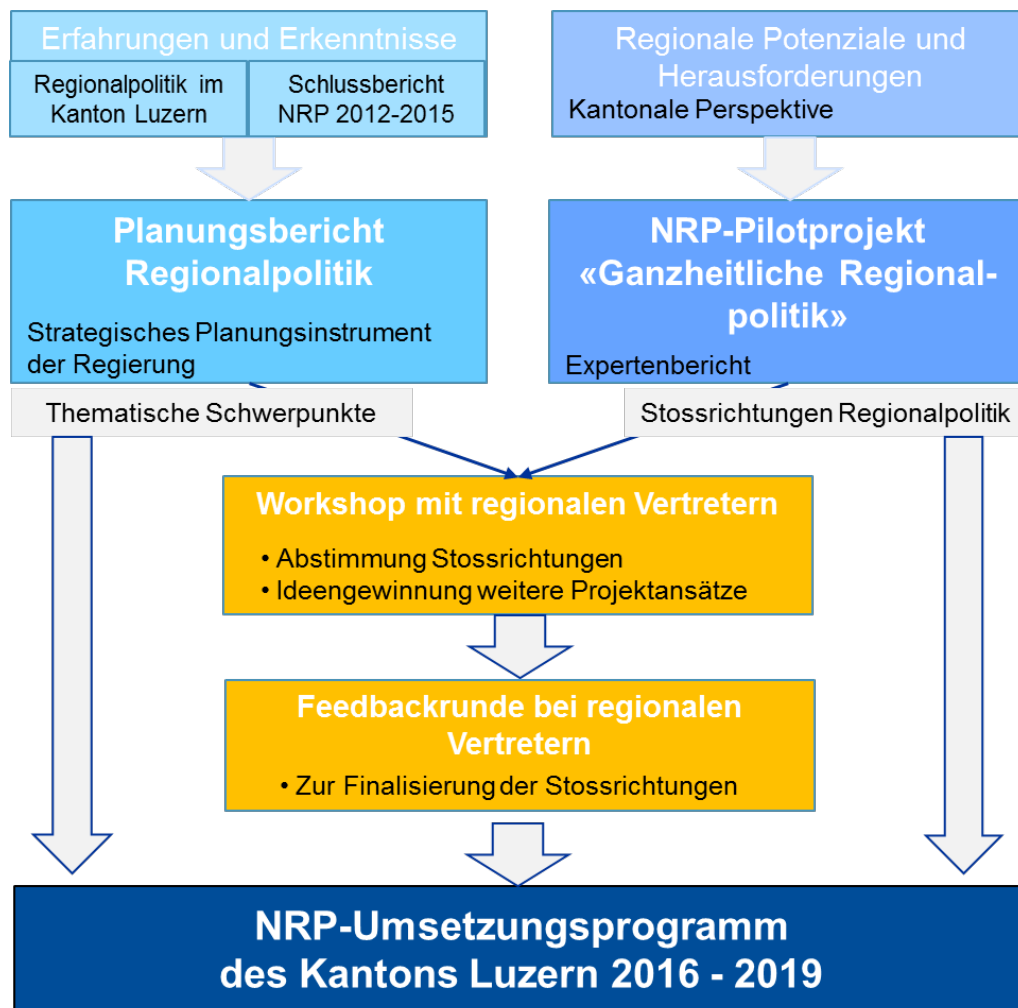 Erfahrungen und Erkenntnisse
Regionalpolitik im
Kanton Luzern
Schlussbericht
NRP 2012-2015
Regionale Potenziale und
Herausforderungen
Kantonale Perspektive
Planungsbericht
Regionalpolitik
Strategisches Planungsinstrument
der Regierung
NRP-Pilotprojekt
«Ganzheitliche Regional-
politik»
Expertenbericht
Thematische Schwerpunkte
Stossrichtungen Regionalpolitik
Workshop mit regionalen Vertretern
• Abstimmung Stossrichtungen
• Ideengewinnung weitere Projektansätze
Feedbackrunde bei regionalen
Vertretern
• Zur Finalisierung der Stossrichtungen
NRP-Umsetzungsprogramm
des Kantons Luzern 2016 - 2019